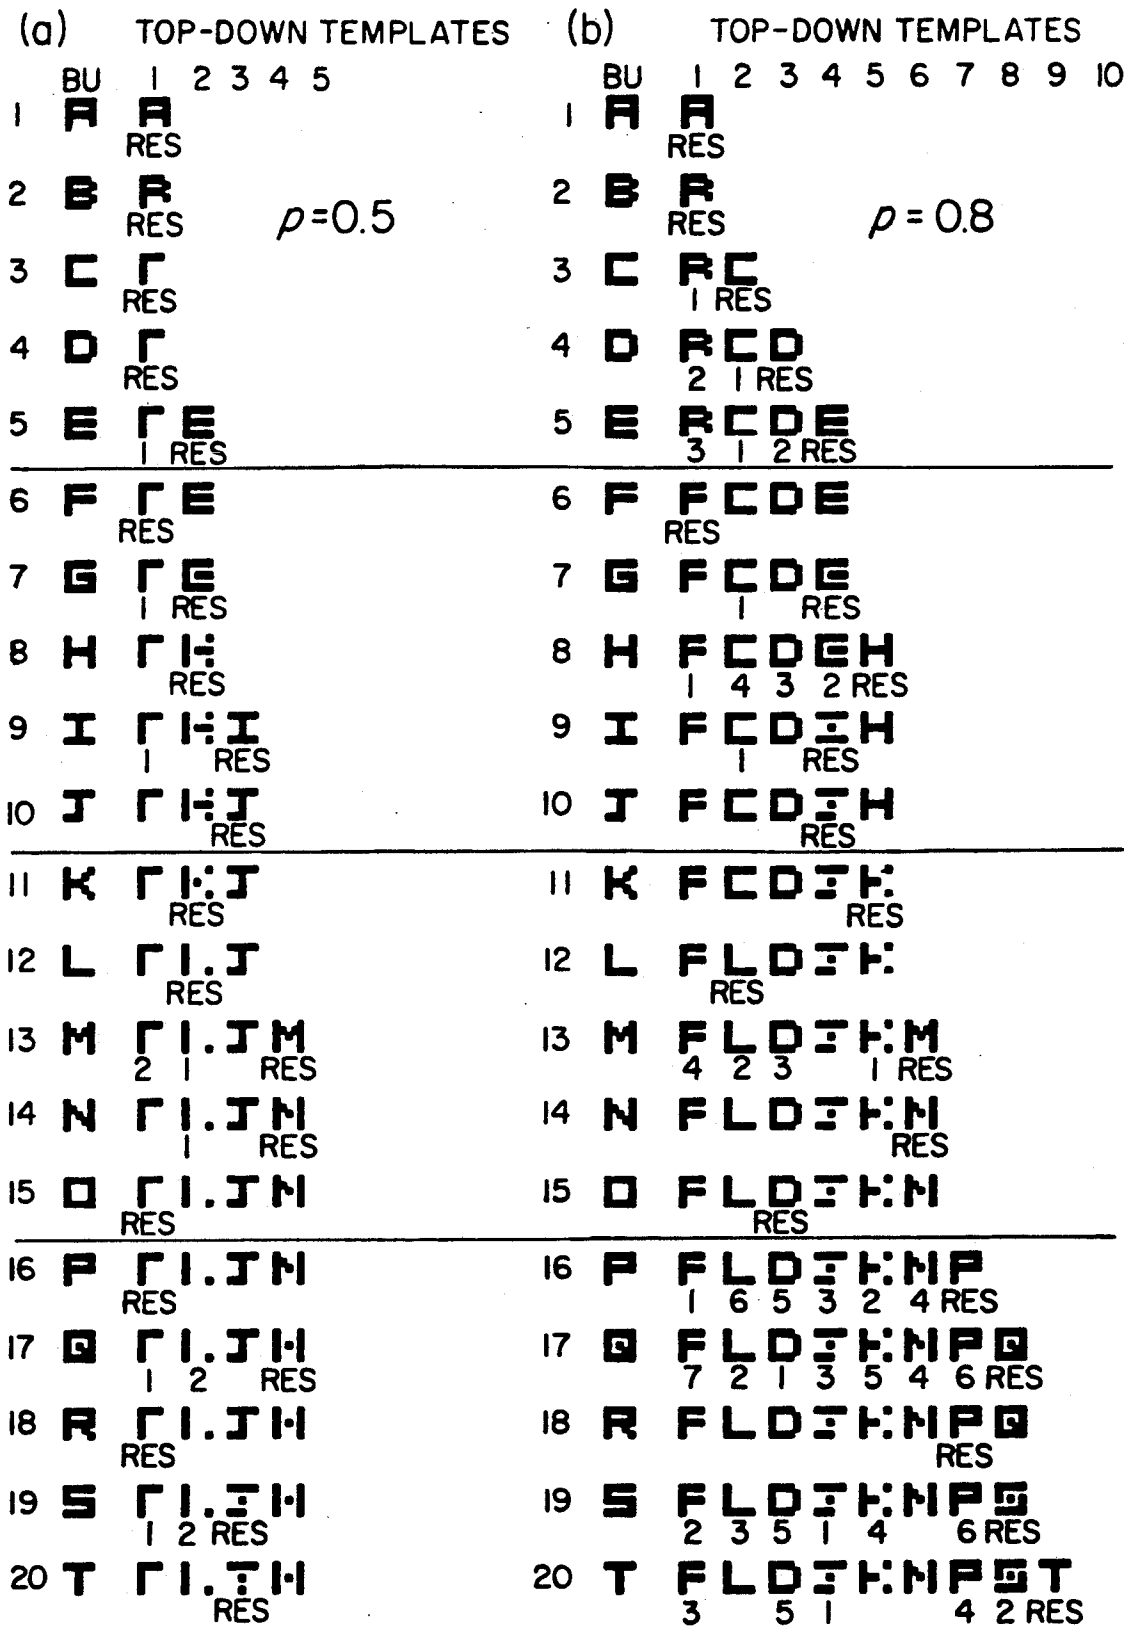 (a) TOP-DOWN TEMPLATES
BU 1 2 3 4 5
1 A A
RES
2 B R
RES
p=0.5
3 C
RES
4 D
RES
5 E E
1 RES
6 F E
RES
7 G
1 RES
8 H
RES
9 I I
1 RES
10 J J
RES
11 K J
RES
12 L J
RES
13 M J M
2 1 RES
14 N J
1 RES
15 O J
RES
16 P J
RES
17 Q J
1 2 RES
18 R J
RES
19 S
1 2 RES
20 T
RES
(b) TOP-DOWN TEMPLATES
BU 1 2 3 4 5 6 7 8 9 10
1 A A
RES
2 B R
RES
p=0.8
3 C R C
1 RES
4 D R C D
2 1 RES
5 E R C D E
3 1 2 RES
6 F F C D E
RES
7 G F C D
1 RES
8 H F C D H
1 4 3 2 RES
9 I F C D H
1 RES
10 J F C D H
RES
11 K F C D
RES
12 L F L D
RES
13 M F L D M
4 2 3 1 RES
14 N F L D
RES
15 O F L D
RES
16 P F L D P
1 6 5 3 2 4 RES
17 Q F L D P Q
7 2 1 3 5 4 6 RES
18 R F L D P Q
RES
19 S F L D P
2 3 5 1 4 6 RES
20 T F L D P T
3 5 1 4 2 RES